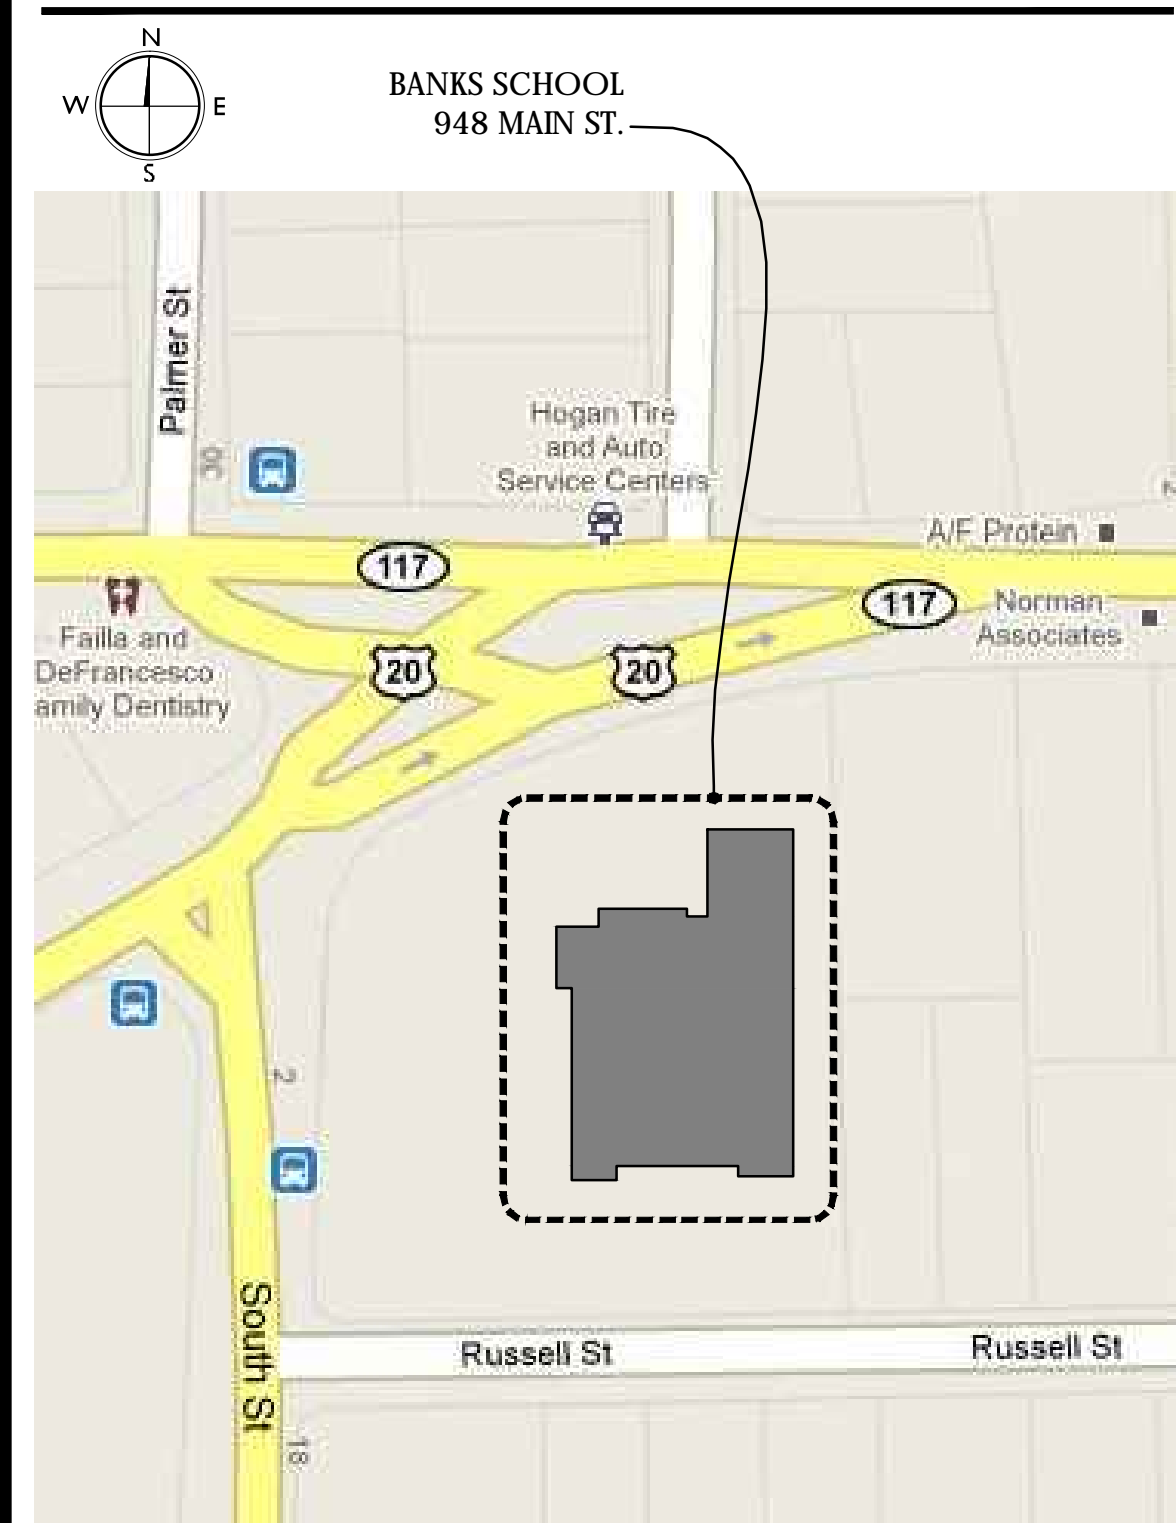 N
W
E
S
BANKS SCHOOL
948 MAIN ST.
Palmer St
30
Hogan Tire
and Auto
Service Centers
A/F Protein
117
117
Norman
Associates
Failla and
DeFrancesco
amily Dentistry
20
20
2
South St
Russell St
Russell St
18